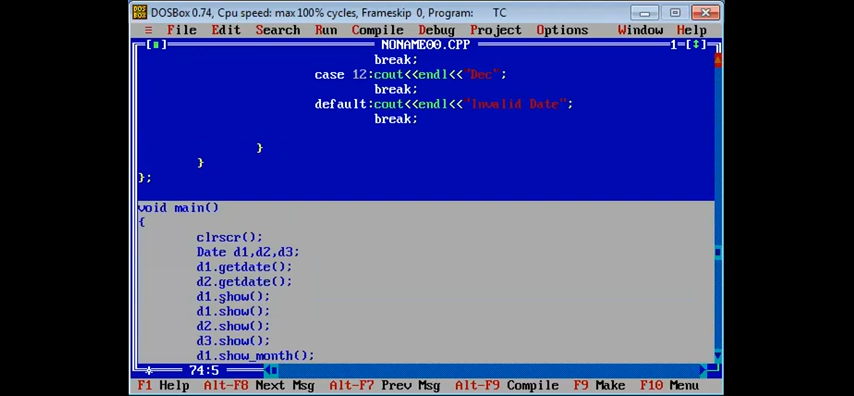 DOSBox 0.74, Cpu speed: max 100% cycles, Frameskip 0, Program: TC
≡ File Edit Search Run Compile Debug Project Options Window Help
[■] NONAME00.CPP 1=[↕]
break;
case 12:cout<<endl<<"Dec";
break;
default:cout<<endl<<"Invalid Date";
break;
}
}
};
void main()
{
clrscr();
Date d1,d2,d3;
d1.getdate();
d2.getdate();
d1.show();
d1.show();
d2.show();
d3.show();
d1.show_month();
* 74:5
F1 Help Alt-F8 Next Msg Alt-F7 Prev Msg Alt-F9 Compile F9 Make F10 Menu